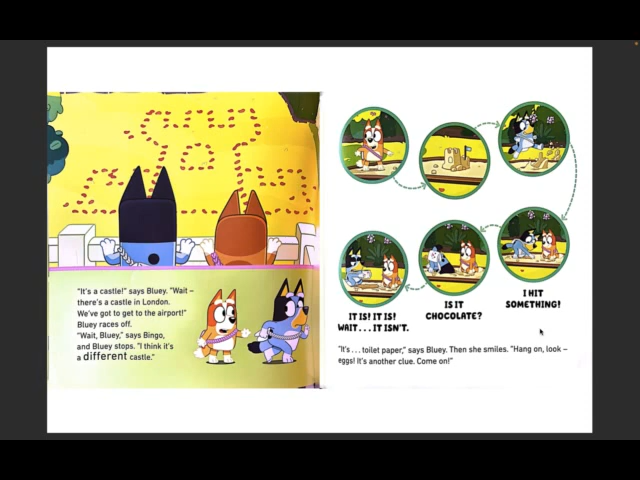 "It's a castle!" says Bluey. "Wait –
there's a castle in London.
We've got to get to the airport!"
Bluey races off.
"Wait, Bluey," says Bingo,
and Bluey stops. "I think it's
a different castle."
I HIT
SOMETHING!
IS IT
CHOCOLATE?
IT IS! IT IS!
WAIT . . . IT ISN'T.
"It's . . . toilet paper," says Bluey. Then she smiles. "Hang on, look –
eggs! It's another clue. Come on!"